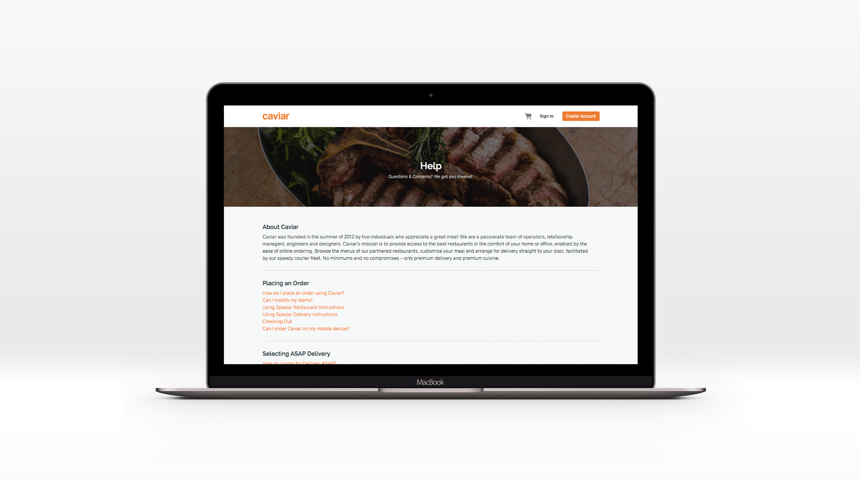 caviar
Sign In
Create Account
Help
Questions & Concerns? We got you covered!
About Caviar
Caviar was founded in the summer of 2012 by five individuals who appreciate a great meal! We are a passionate team of operators, relationship
managers, engineers and designers. Caviar's mission is to provide access to the best restaurants in the comfort of your home or office, enabled by the
ease of online ordering. Browse the menus of our partnered restaurants, customize your meal and arrange for delivery straight to your door, facilitated
by our speedy courier fleet. No minimums and no compromises – only premium delivery and premium cuisine.
Placing an Order
How do I place an order using Caviar?
Can I modify my items?
Using Special Restaurant Instructions
Using Special Delivery Instructions
Checking Out
Can I order Caviar on my mobile device?
Selecting ASAP Delivery
How do I order for Delivery ASAP?
MacBook